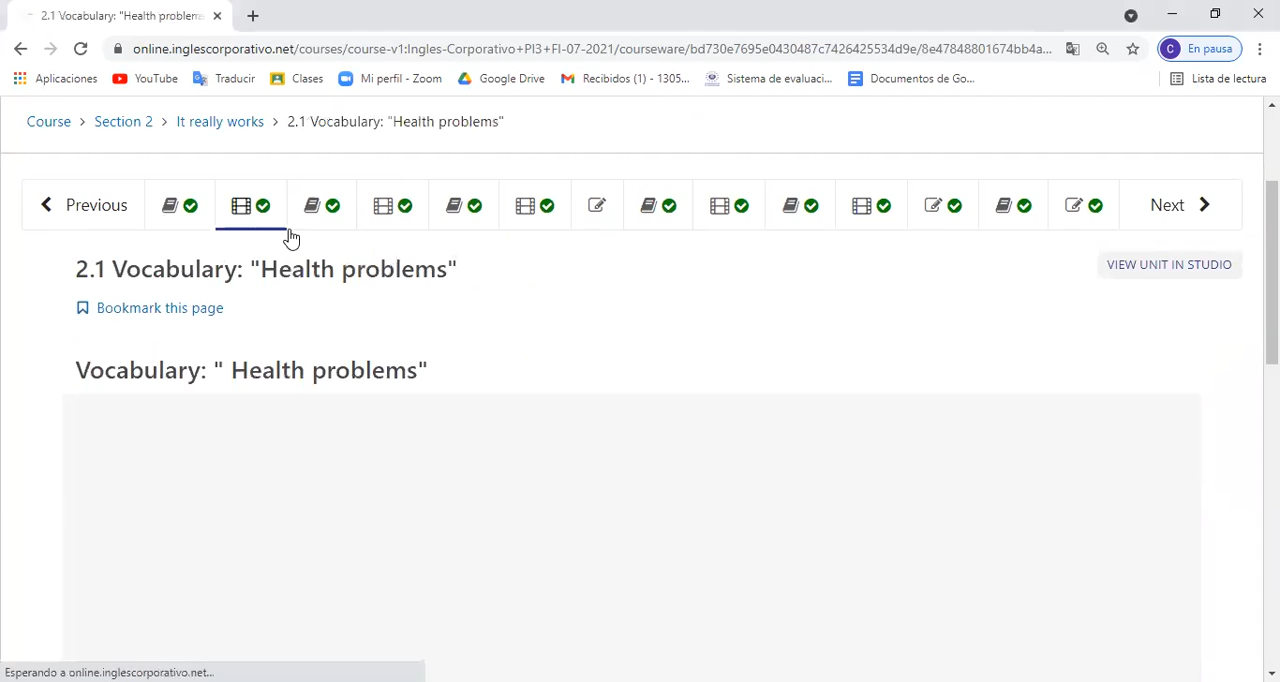 2.1 Vocabulary: "Health problem
online.inglescorporativo.net/courses/course-v1:Ingles-Corporativo+PI3+FI-07-2021/courseware/bd730e7695e0430487c7426425534d9e/8e47848801674bb4a...
C En pausa
Aplicaciones YouTube Traducir Clases Mi perfil - Zoom Google Drive Recibidos (1) - 1305... Sistema de evaluaci... Documentos de Go... Lista de lectura
Course > Section 2 > It really works > 2.1 Vocabulary: "Health problems"
Previous Next
2.1 Vocabulary: "Health problems"
VIEW UNIT IN STUDIO
Bookmark this page
Vocabulary: " Health problems"
Esperando a online.inglescorporativo.net...